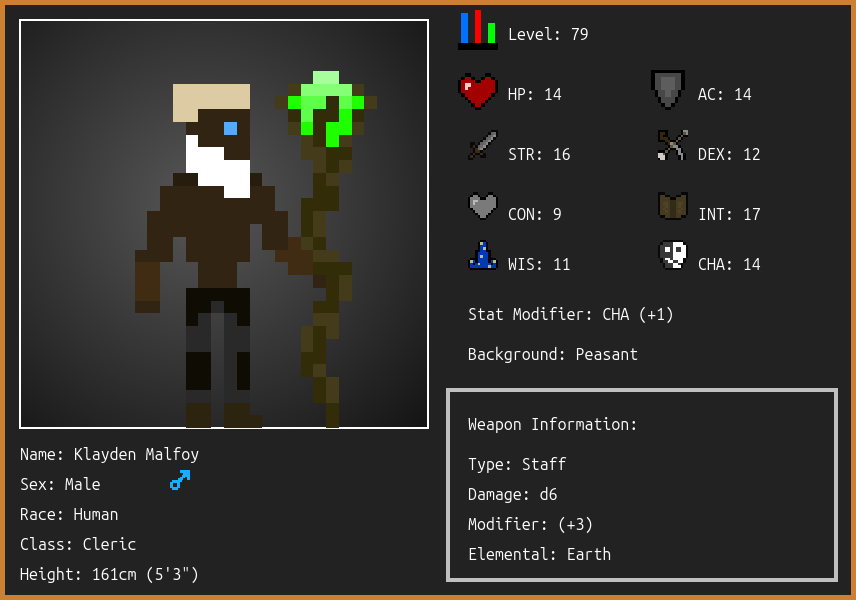 Level: 79
HP: 14
AC: 14
STR: 16
DEX: 12
CON: 9
INT: 17
WIS: 11
CHA: 14
Stat Modifier: CHA (+1)
Background: Peasant
Weapon Information:
Type: Staff
Damage: d6
Modifier: (+3)
Elemental: Earth
Name: Klayden Malfoy
Sex: Male
Race: Human
Class: Cleric
Height: 161cm (5'3")